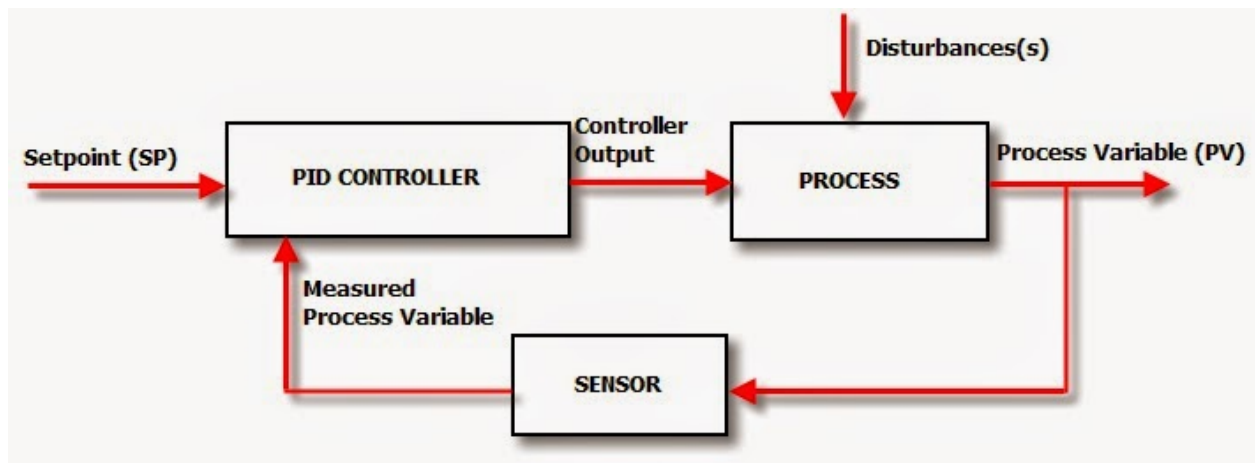 Disturbances(s)
Setpoint (SP)
PID CONTROLLER
Controller
Output
PROCESS
Process Variable (PV)
Measured
Process Variable
SENSOR